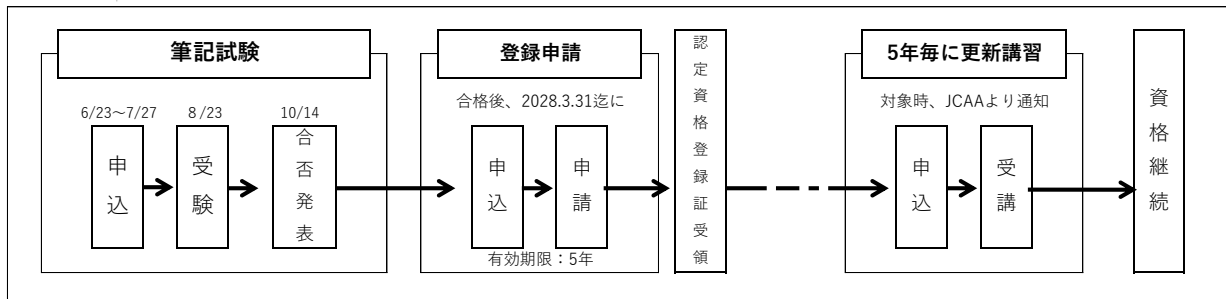 筆記試験
6/23～7/27
申込
8/23
受験
10/14
合否発表
登録申請
合格後、2028.3.31迄に
申込
申請
有効期限：5年
認定資格登録証受領
5年毎に更新講習
対象時、JCAAより通知
申込
受講
資格継続